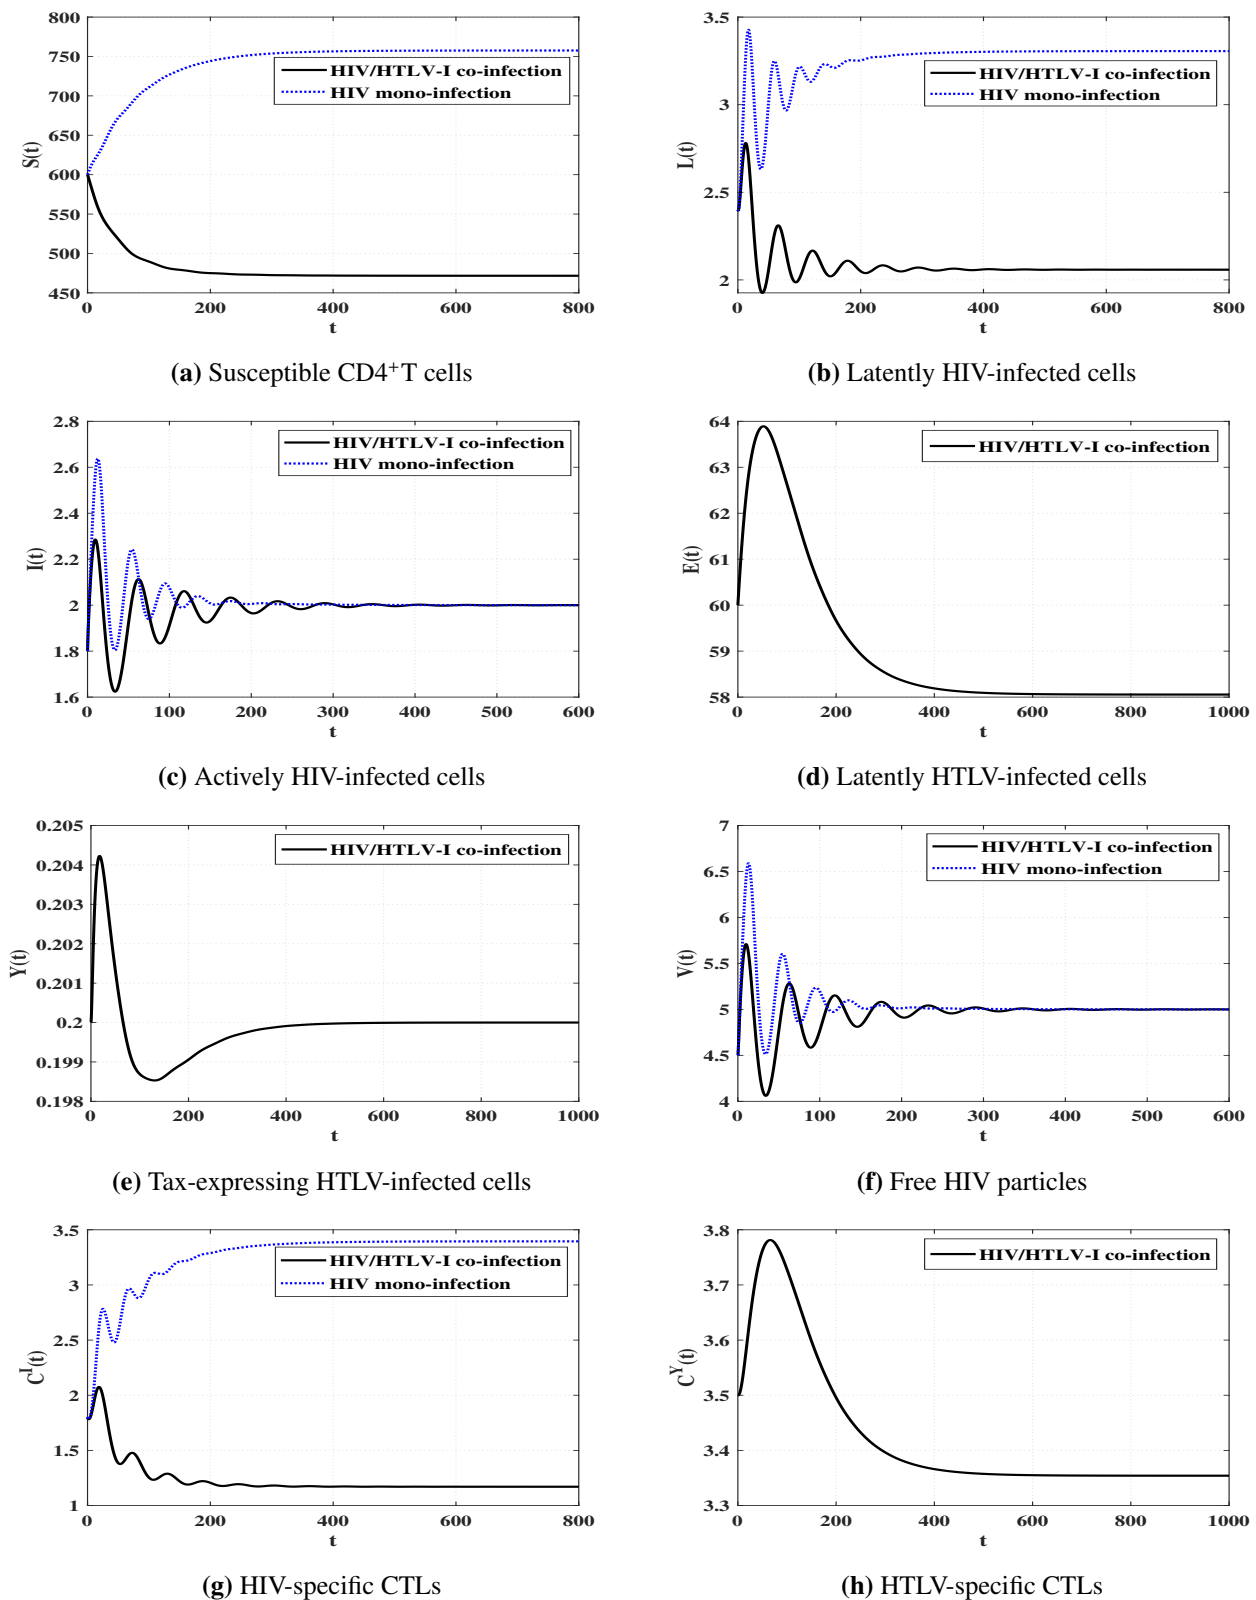 800
750
700
650
600
550
500
450
S(t)
HIV/HTLV-I co-infection
HIV mono-infection
0 200 400 600 800
t
(a) Susceptible CD4⁺T cells
3.5
3
2.5
2
L(t)
HIV/HTLV-I co-infection
HIV mono-infection
0 200 400 600 800
t
(b) Latently HIV-infected cells
2.8
2.6
2.4
2.2
2
1.8
1.6
I(t)
HIV/HTLV-I co-infection
HIV mono-infection
0 100 200 300 400 500 600
t
(c) Actively HIV-infected cells
64
63
62
61
60
59
58
E(t)
HIV/HTLV-I co-infection
0 200 400 600 800 1000
t
(d) Latently HTLV-infected cells
0.205
0.204
0.203
0.202
0.201
0.2
0.199
0.198
Y(t)
HIV/HTLV-I co-infection
0 200 400 600 800 1000
t
(e) Tax-expressing HTLV-infected cells
7
6.5
6
5.5
5
4.5
4
V(t)
HIV/HTLV-I co-infection
HIV mono-infection
0 100 200 300 400 500 600
t
(f) Free HIV particles
3.5
3
2.5
2
1.5
1
Cᴵ(t)
HIV/HTLV-I co-infection
HIV mono-infection
0 200 400 600 800
t
(g) HIV-specific CTLs
3.8
3.7
3.6
3.5
3.4
3.3
C^Y(t)
HIV/HTLV-I co-infection
0 200 400 600 800 1000
t
(h) HTLV-specific CTLs